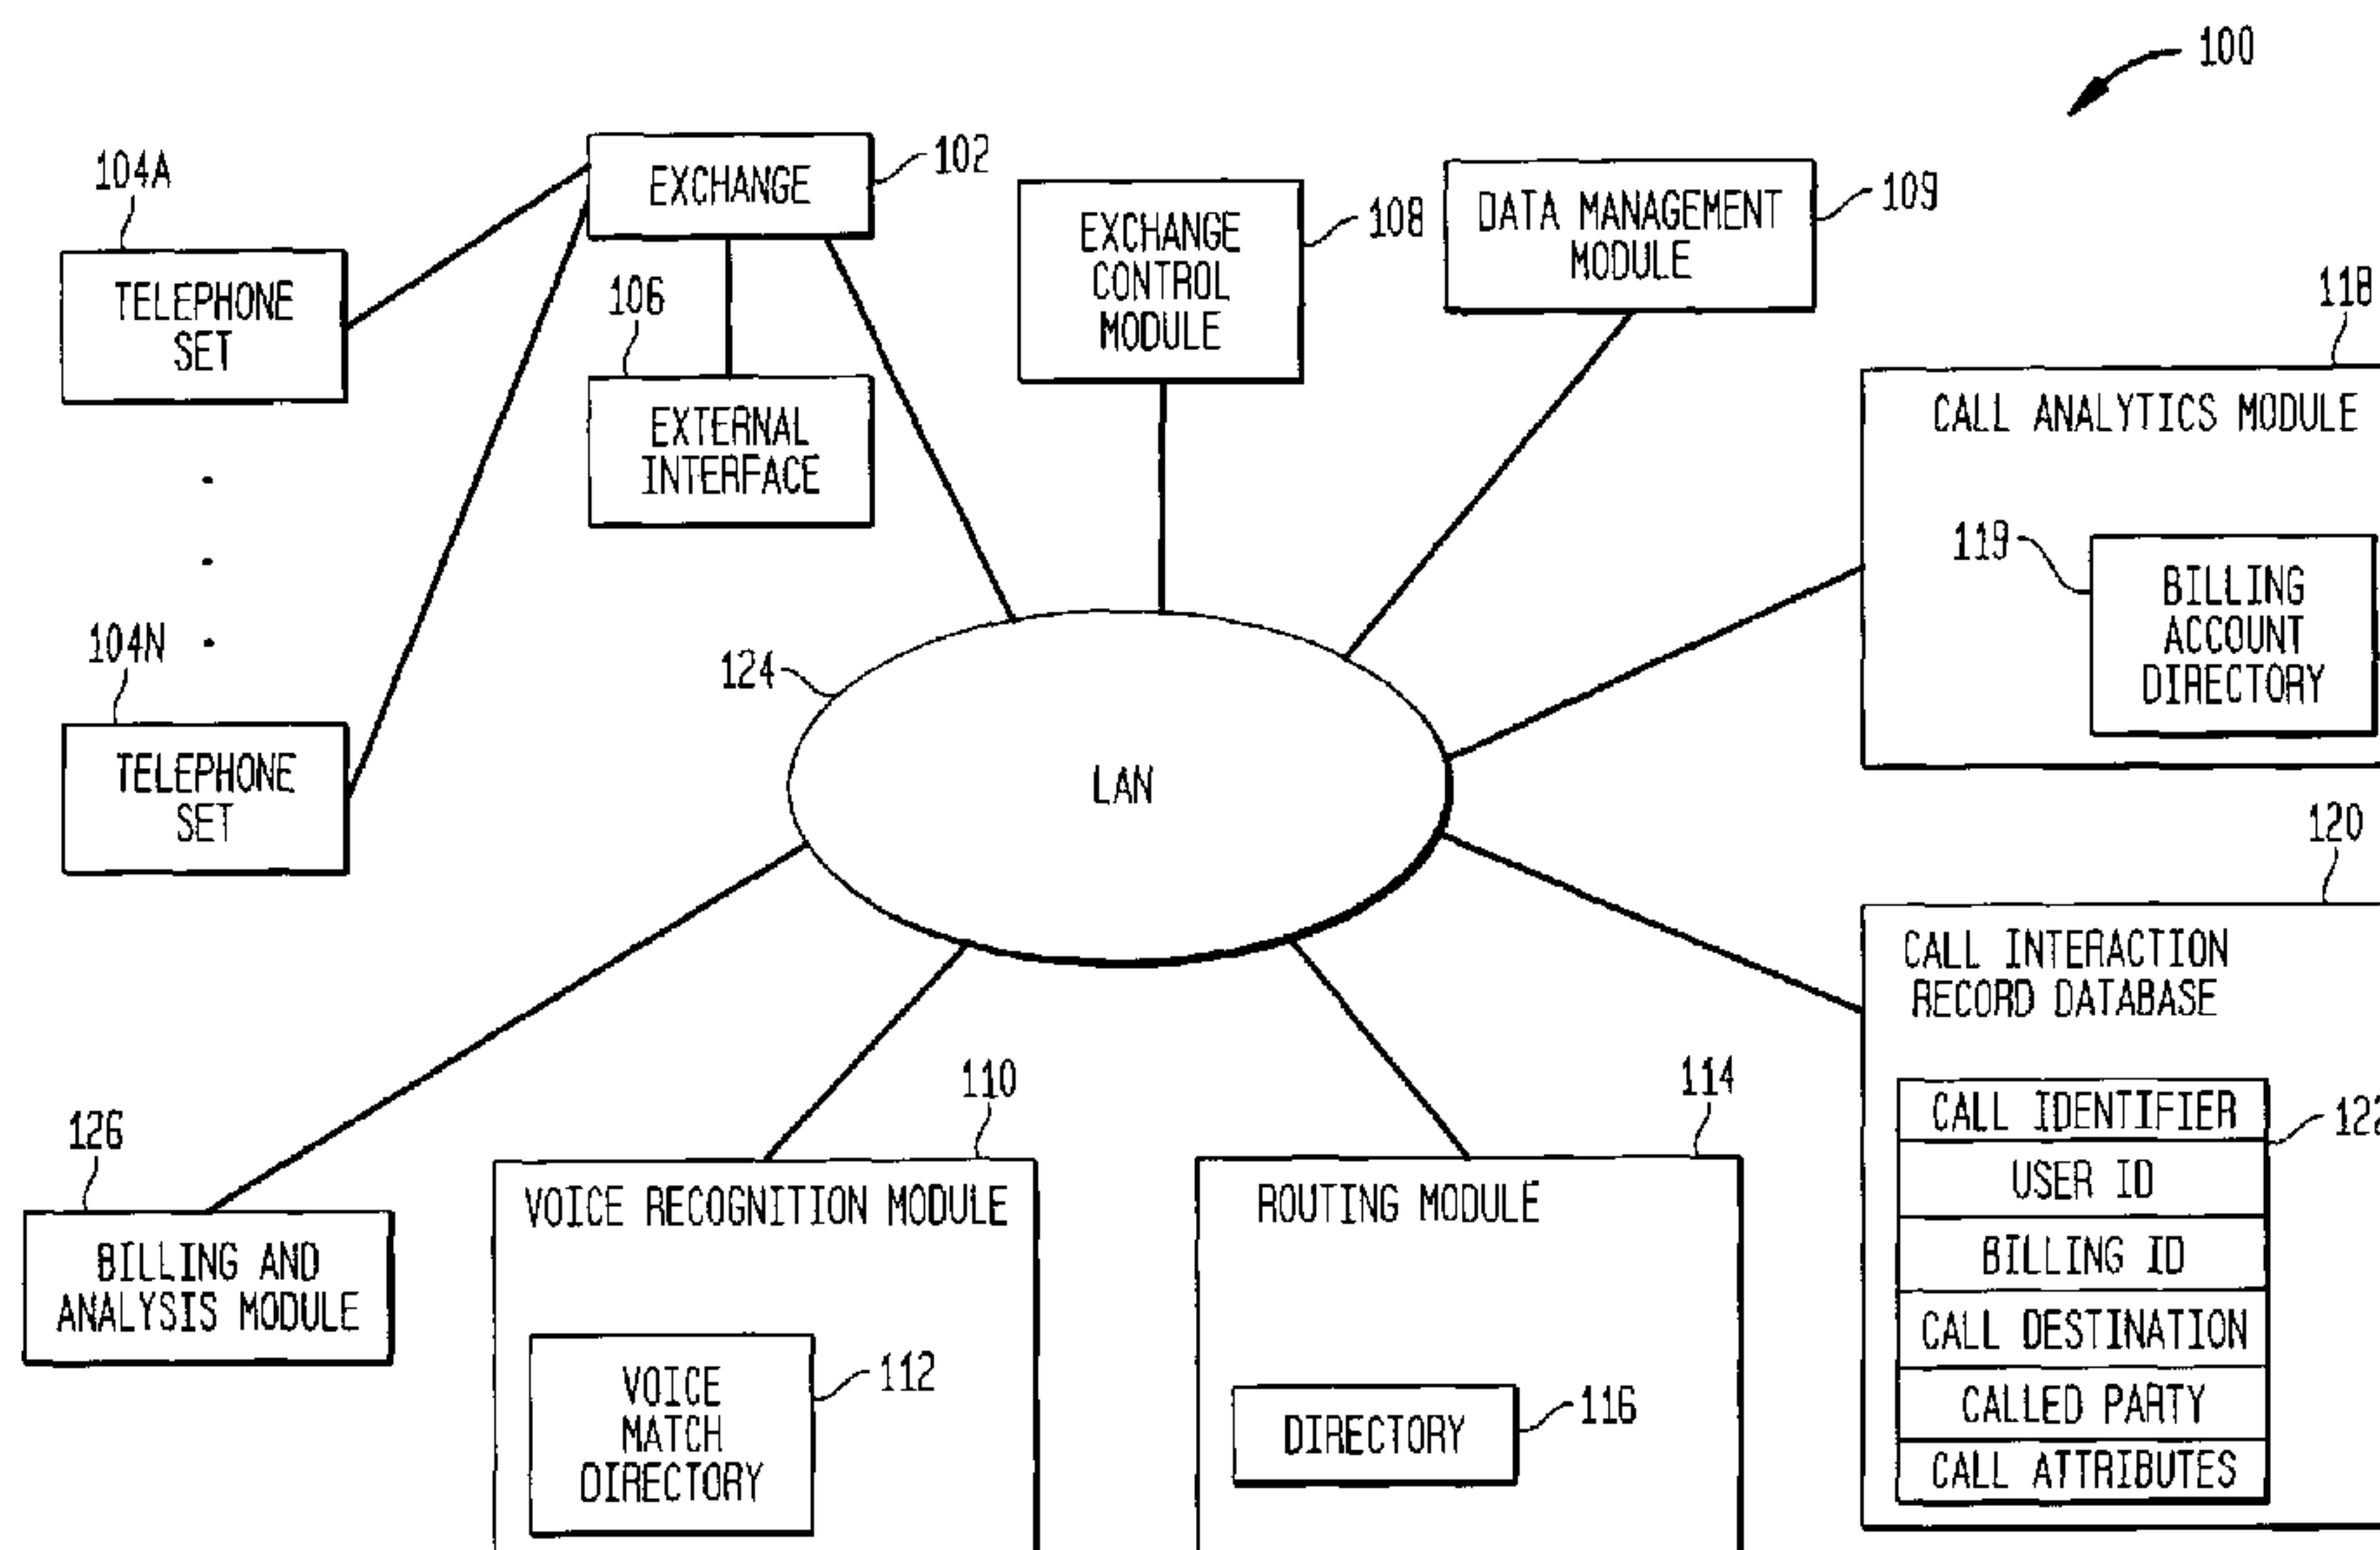 100
104A
EXCHANGE
102
TELEPHONE
SET
106
EXTERNAL
INTERFACE
EXCHANGE
CONTROL
MODULE
108
DATA MANAGEMENT
MODULE
109
118
CALL ANALYTICS MODULE
119
BILLING
ACCOUNT
DIRECTORY
104N
TELEPHONE
SET
124
LAN
120
CALL INTERACTION
RECORD DATABASE
CALL IDENTIFIER
122
USER ID
BILLING ID
CALL DESTINATION
CALLED PARTY
CALL ATTRIBUTES
126
BILLING AND
ANALYSIS MODULE
110
VOICE RECOGNITION MODULE
VOICE
MATCH
DIRECTORY
112
114
ROUTING MODULE
DIRECTORY
116